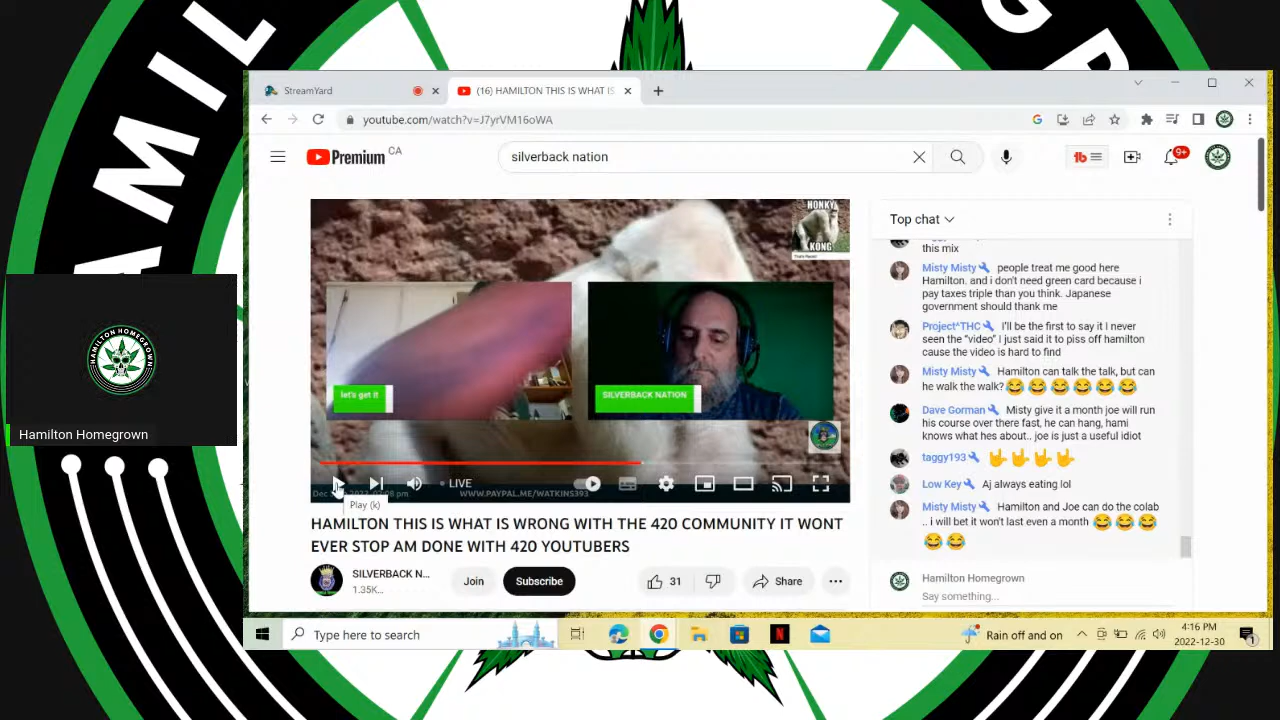 HAMILTON HOMEGROWN
Hamilton Homegrown
StreamYard
(16) HAMILTON THIS IS WHAT IS
youtube.com/watch?v=J7yrVM16oWA
Premium CA
silverback nation
9+
HONKY
KONG
let's get it
SILVERBACK NATION
LIVE
WWW.PAYPAL.ME/WATKINS393
Play (k)
HAMILTON THIS IS WHAT IS WRONG WITH THE 420 COMMUNITY IT WONT
EVER STOP AM DONE WITH 420 YOUTUBERS
SILVERBACK N...
1.35K...
Join
Subscribe
31
Share
Top chat
this mix
Misty Misty people treat me good here
Hamilton. and i don't need green card because i
pay taxes triple than you think. Japanese
government should thank me
Project^THC I'll be the first to say it I never
seen the “video” I just said it to piss off hamilton
cause the video is hard to find
Misty Misty Hamilton can talk the talk, but can
he walk the walk?😂😂😂😂😂😂
Dave Gorman Misty give it a month joe will run
his course over there fast, he can hang, hami
knows what hes about.. joe is just a useful idiot
taggy193 🤟🤟🤟🤟
Low Key Aj always eating lol
Misty Misty Hamilton and Joe can do the colab
.. i will bet it won't last even a month 😂😂😂
😂😂
Hamilton Homegrown
Say something...
Type here to search
Rain off and on
4:16 PM
2022-12-30
1